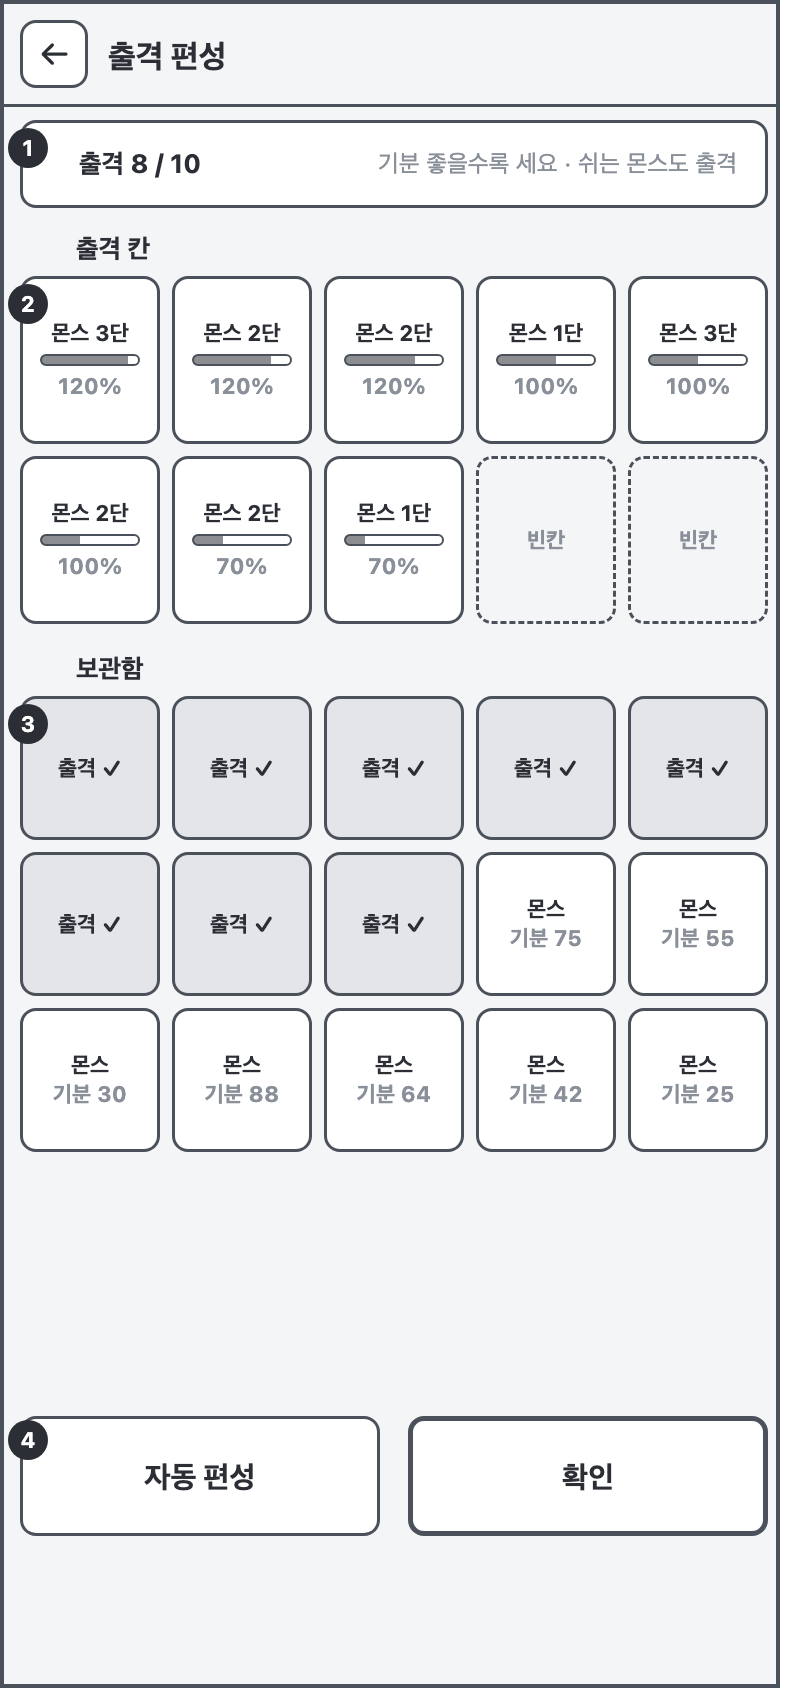 출격 편성
1
출격 8 / 10
기분 좋을수록 세요 · 쉬는 몬스도 출격
출격 칸
2
몬스 3단
몬스 2단
몬스 2단
몬스 1단
몬스 3단
120%
120%
120%
100%
100%
몬스 2단
몬스 2단
몬스 1단
빈칸
빈칸
100%
70%
70%
보관함
3
출격 ✓
출격 ✓
출격 ✓
출격 ✓
출격 ✓
출격 ✓
출격 ✓
출격 ✓
몬스
기분 75
몬스
기분 55
몬스
기분 30
몬스
기분 88
몬스
기분 64
몬스
기분 42
몬스
기분 25
4
자동 편성
확인